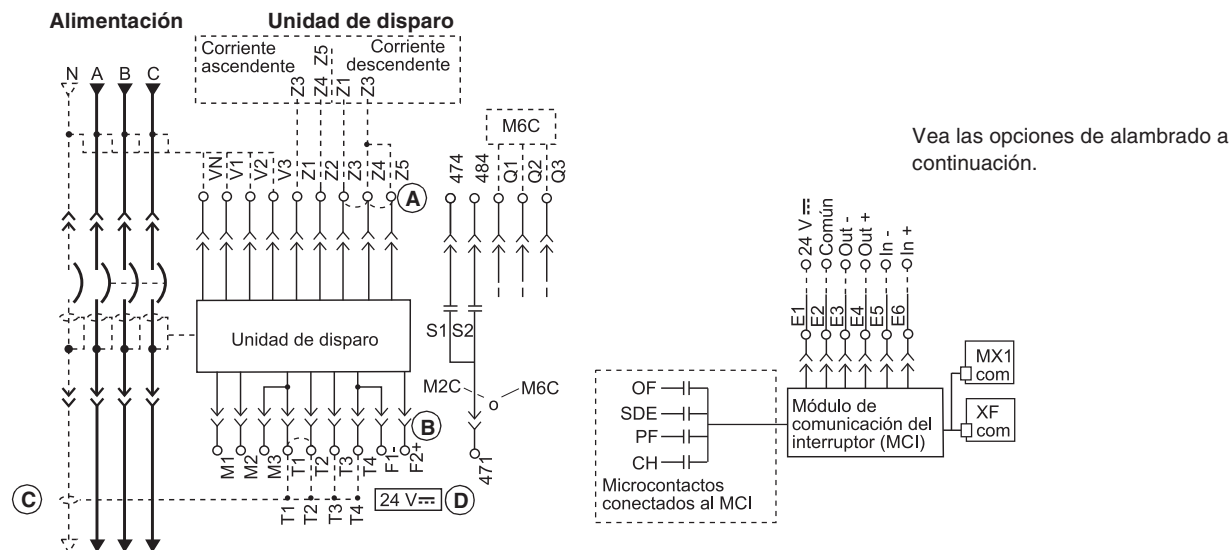 Alimentación
Unidad de disparo
Corriente
ascendente
Corriente
descendente
Z3
Z4
Z5
Z1
Z3
N A B C
VN
V1
V2
V3
Z1
Z2
Z3
Z4
Z5
A
474
484
M6C
Q1
Q2
Q3
Unidad de disparo
S1 S2
M2C
M6C
B
M1
M2
M3
T1
T2
T3
T4
F1-
F2+
471
C
T1
T2
T3
T4
24 V
D
Vea las opciones de alambrado a
continuación.
24 V
Común
Out -
Out +
In -
In +
E1
E2
E3
E4
E5
E6
OF
SDE
PF
CH
Microcontactos
conectados al MCI
Módulo de
comunicación del
interruptor (MCI)
MX1
com
XF
com